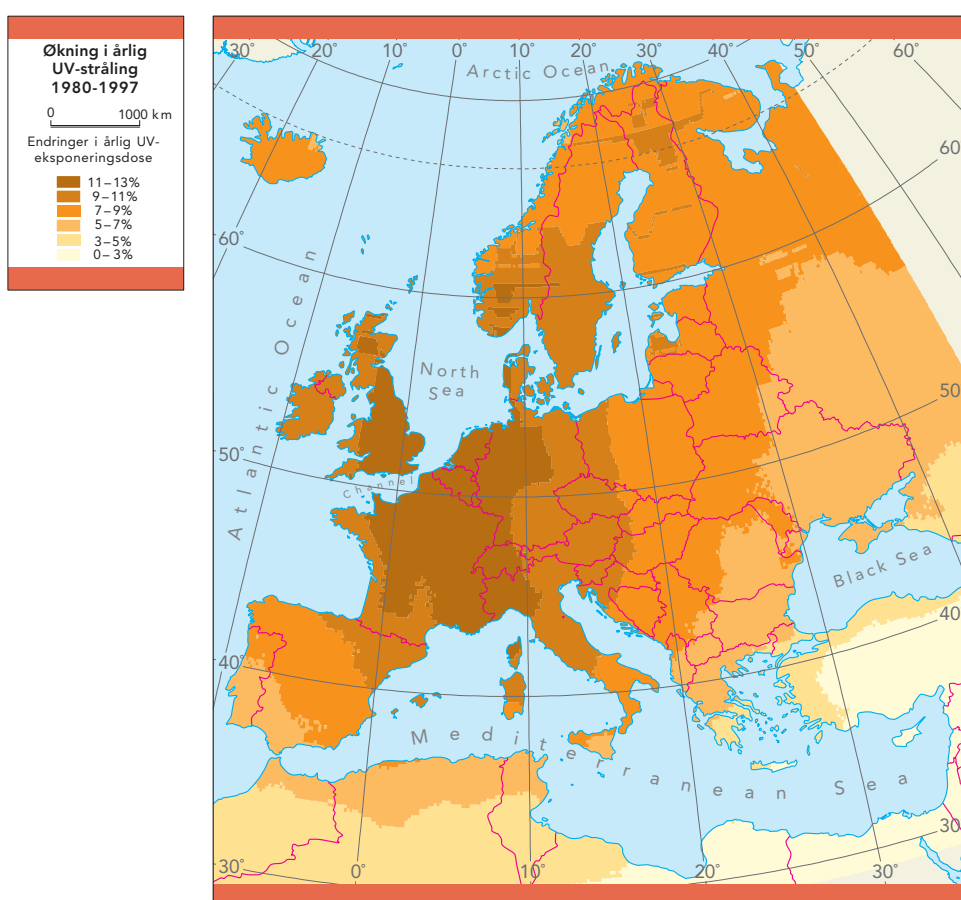 Økning i årlig
UV-stråling
1980-1997
0 1000 km
Endringer i årlig UV-
eksponeringsdose
11–13%
9–11%
7–9%
5–7%
3–5%
0–3%
30° 20° 10° 0° 10° 20° 30° 40° 50° 60°
Arctic Ocean
60
60°
Atlantic Ocean
North
Sea
50
50°
Channel
Black Sea
40
40°
Mediterranean Sea
30
30° 0° 10° 20° 30°